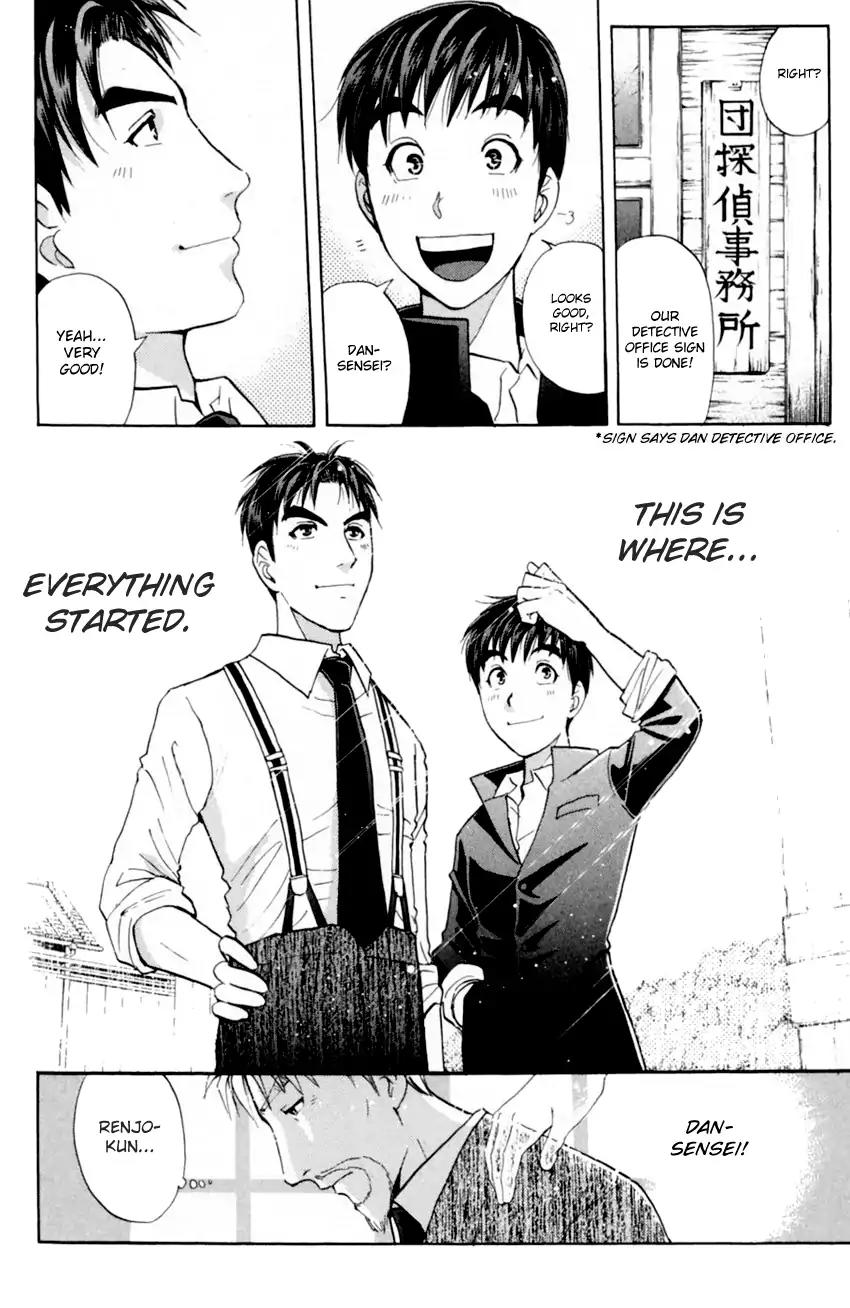 RIGHT?
団探偵事務所
OUR
DETECTIVE
OFFICE SIGN
IS DONE!
LOOKS
GOOD,
RIGHT?
DAN-
SENSEI?
YEAH...
VERY
GOOD!
*SIGN SAYS DAN DETECTIVE OFFICE.
THIS IS
WHERE...
EVERYTHING
STARTED.
DAN-
SENSEI!
RENJO-
KUN...